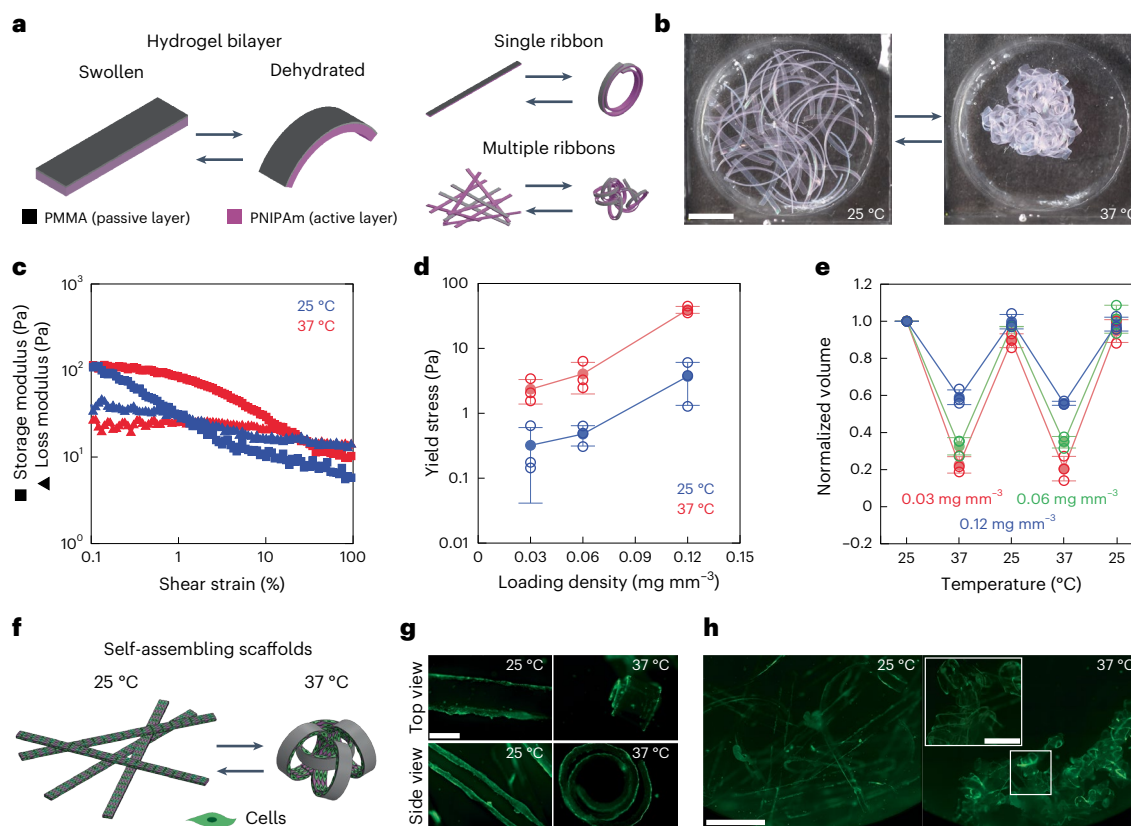 a
Hydrogel bilayer
Swollen
Dehydrated
PMMA (passive layer)
PNIPAm (active layer)
Single ribbon
Multiple ribbons
b
25 °C
37 °C
c
Storage modulus (Pa)
Loss modulus (Pa)
10³
10²
10¹
10⁰
0.1
1
10
100
Shear strain (%)
25 °C
37 °C
d
Yield stress (Pa)
100
10
1
0.1
0.01
0
0.03
0.06
0.09
0.12
0.15
Loading density (mg mm⁻³)
25 °C
37 °C
e
Normalized volume
1.2
1.0
0.8
0.6
0.4
0.2
0
−0.2
25
37
25
37
25
Temperature (°C)
0.03 mg mm⁻³
0.06 mg mm⁻³
0.12 mg mm⁻³
f
Self-assembling scaffolds
25 °C
37 °C
Cells
g
Top view
25 °C
37 °C
Side view
25 °C
37 °C
h
25 °C
37 °C